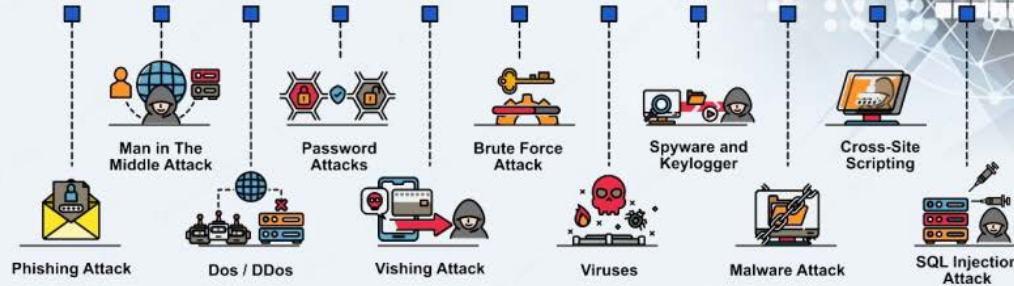 Man in The
Middle Attack
Password
Attacks
Brute Force
Attack
Spyware and
Keylogger
Cross-Site
Scripting
Phishing Attack
Dos / DDos
Vishing Attack
Viruses
Malware Attack
SQL Injection
Attack